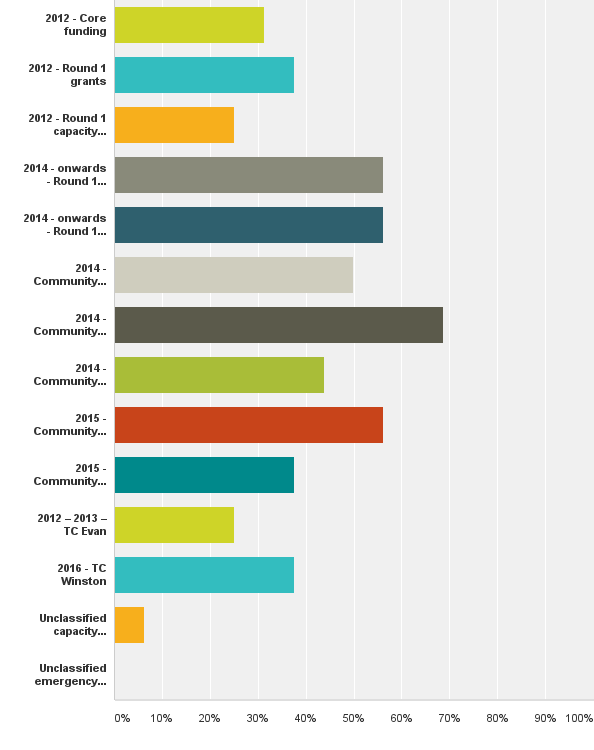 2012 - Core
funding
2012 - Round 1
grants
2012 - Round 1
capacity...
2014 - onwards
- Round 1...
2014 - onwards
- Round 1...
2014 -
Community...
2014 -
Community...
2014 -
Community...
2015 -
Community...
2015 -
Community...
2012 – 2013 –
TC Evan
2016 - TC
Winston
Unclassified
capacity...
Unclassified
emergency...
0% 10% 20% 30% 40% 50% 60% 70% 80% 90% 100%